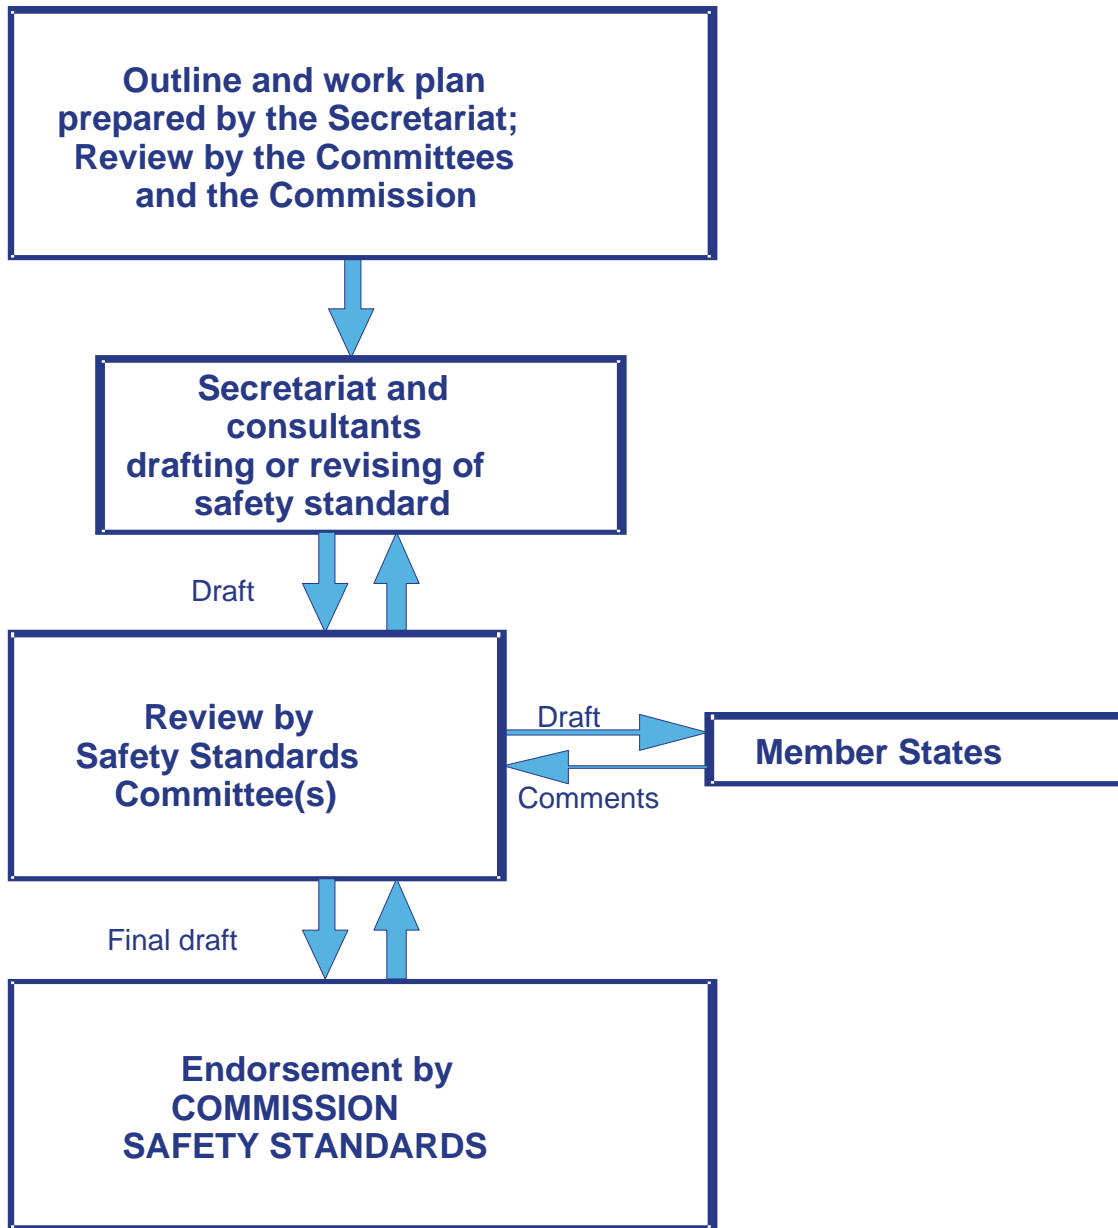 Outline and work plan
prepared by the Secretariat;
Review by the Committees
and the Commission
Secretariat and
consultants
drafting or revising of
safety standard
Draft
Review by
Safety Standards
Committee(s)
Draft
Member States
Comments
Final draft
Endorsement by
COMMISSION
SAFETY STANDARDS